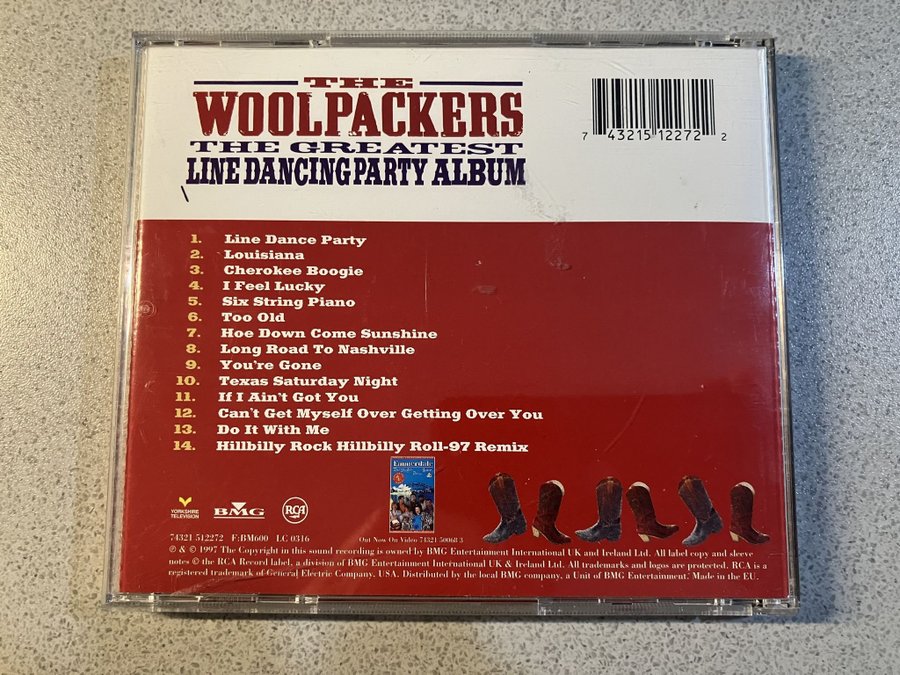 THE
WOOLPACKERS
THE GREATEST
LINE DANCING PARTY ALBUM
7 43215 12272 2
1. Line Dance Party
2. Louisiana
3. Cherokee Boogie
4. I Feel Lucky
5. Six String Piano
6. Too Old
7. Hoe Down Come Sunshine
8. Long Road To Nashville
9. You're Gone
10. Texas Saturday Night
11. If I Ain't Got You
12. Can't Get Myself Over Getting Over You
13. Do It With Me
14. Hillbilly Rock Hillbilly Roll-97 Remix
Emmerdale
YORKSHIRE
TELEVISION
BMG
RCA
74321 512272 F:BM600 LC 0316
Out Now On Video 74321 50068 3
℗ & © 1997 The Copyright in this sound recording is owned by BMG Entertainment International UK and Ireland Ltd. All label copy and sleeve
notes © the RCA Record label, a division of BMG Entertainment International UK & Ireland Ltd. All trademarks and logos are protected. RCA is a
registered trademark of General Electric Company, USA. Distributed by the local BMG company, a Unit of BMG Entertainment. Made in the EU.